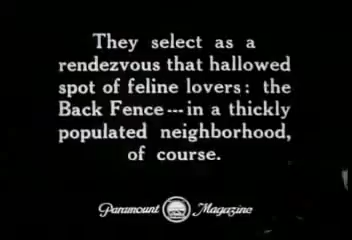 They select as a
rendezvous that hallowed
spot of feline lovers: the
Back Fence---in a thickly
populated neighborhood,
of course.
Paramount Magazine